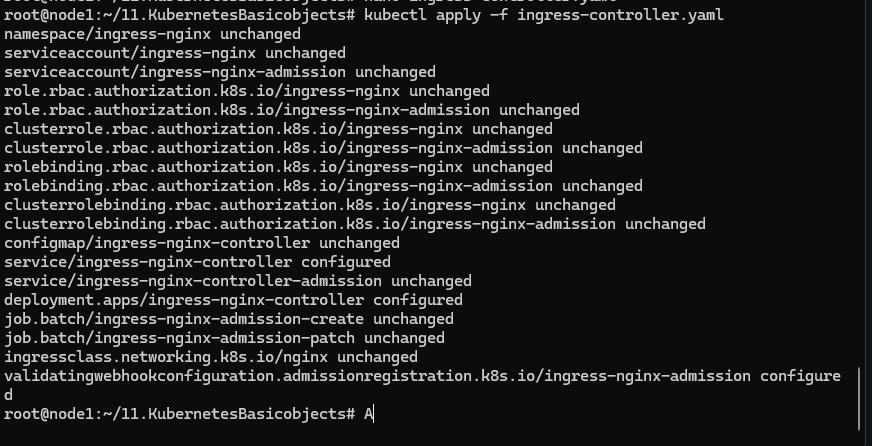 root@node1:~/11.KubernetesBasicobjects# kubectl apply -f ingress-controller.yaml
namespace/ingress-nginx unchanged
serviceaccount/ingress-nginx unchanged
serviceaccount/ingress-nginx-admission unchanged
role.rbac.authorization.k8s.io/ingress-nginx unchanged
role.rbac.authorization.k8s.io/ingress-nginx-admission unchanged
clusterrole.rbac.authorization.k8s.io/ingress-nginx unchanged
clusterrole.rbac.authorization.k8s.io/ingress-nginx-admission unchanged
rolebinding.rbac.authorization.k8s.io/ingress-nginx unchanged
rolebinding.rbac.authorization.k8s.io/ingress-nginx-admission unchanged
clusterrolebinding.rbac.authorization.k8s.io/ingress-nginx unchanged
clusterrolebinding.rbac.authorization.k8s.io/ingress-nginx-admission unchanged
configmap/ingress-nginx-controller unchanged
service/ingress-nginx-controller configured
service/ingress-nginx-controller-admission unchanged
deployment.apps/ingress-nginx-controller configured
job.batch/ingress-nginx-admission-create unchanged
job.batch/ingress-nginx-admission-patch unchanged
ingressclass.networking.k8s.io/nginx unchanged
validatingwebhookconfiguration.admissionregistration.k8s.io/ingress-nginx-admission configure
d
root@node1:~/11.KubernetesBasicobjects# A